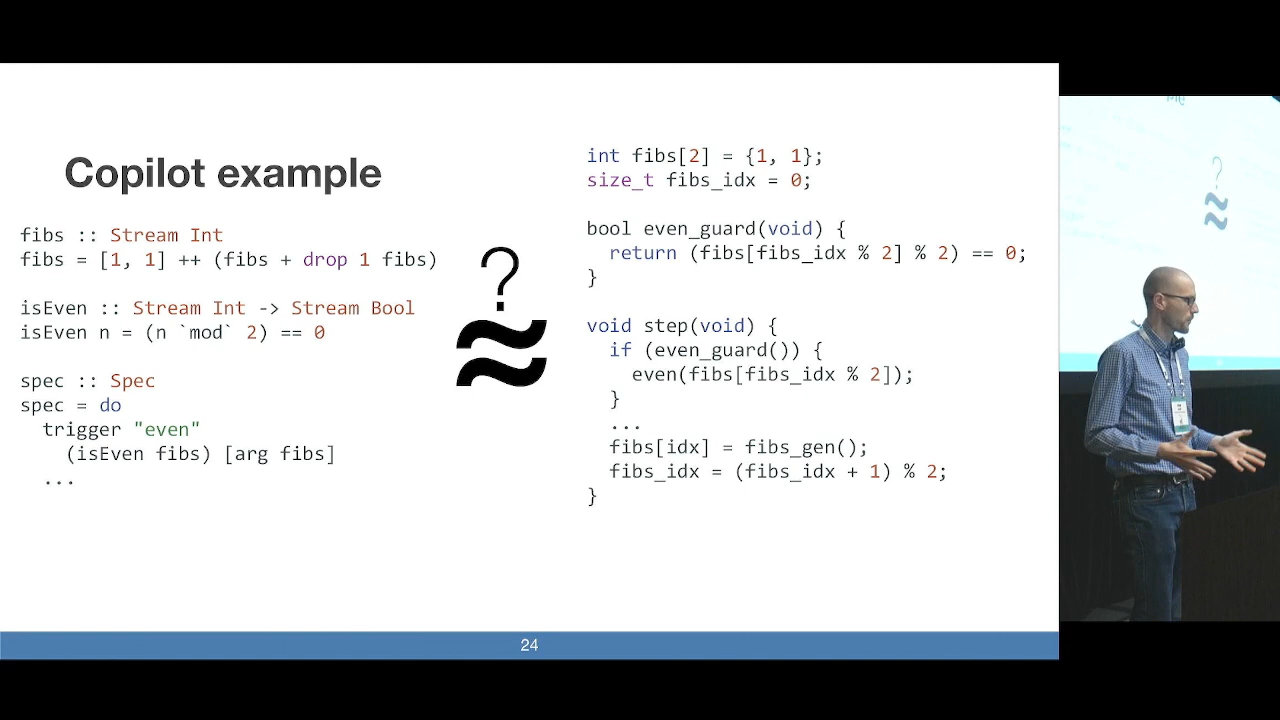 Copilot example
fibs :: Stream Int
fibs = [1, 1] ++ (fibs + drop 1 fibs)
isEven :: Stream Int -> Stream Bool
isEven n = (n `mod` 2) == 0
spec :: Spec
spec = do
  trigger "even"
    (isEven fibs) [arg fibs]
  ...
?
≈
int fibs[2] = {1, 1};
size_t fibs_idx = 0;
bool even_guard(void) {
  return (fibs[fibs_idx % 2] % 2) == 0;
}
void step(void) {
  if (even_guard()) {
    even(fibs[fibs_idx % 2]);
  }
  ...
  fibs[idx] = fibs_gen();
  fibs_idx = (fibs_idx + 1) % 2;
}
24
?
≈